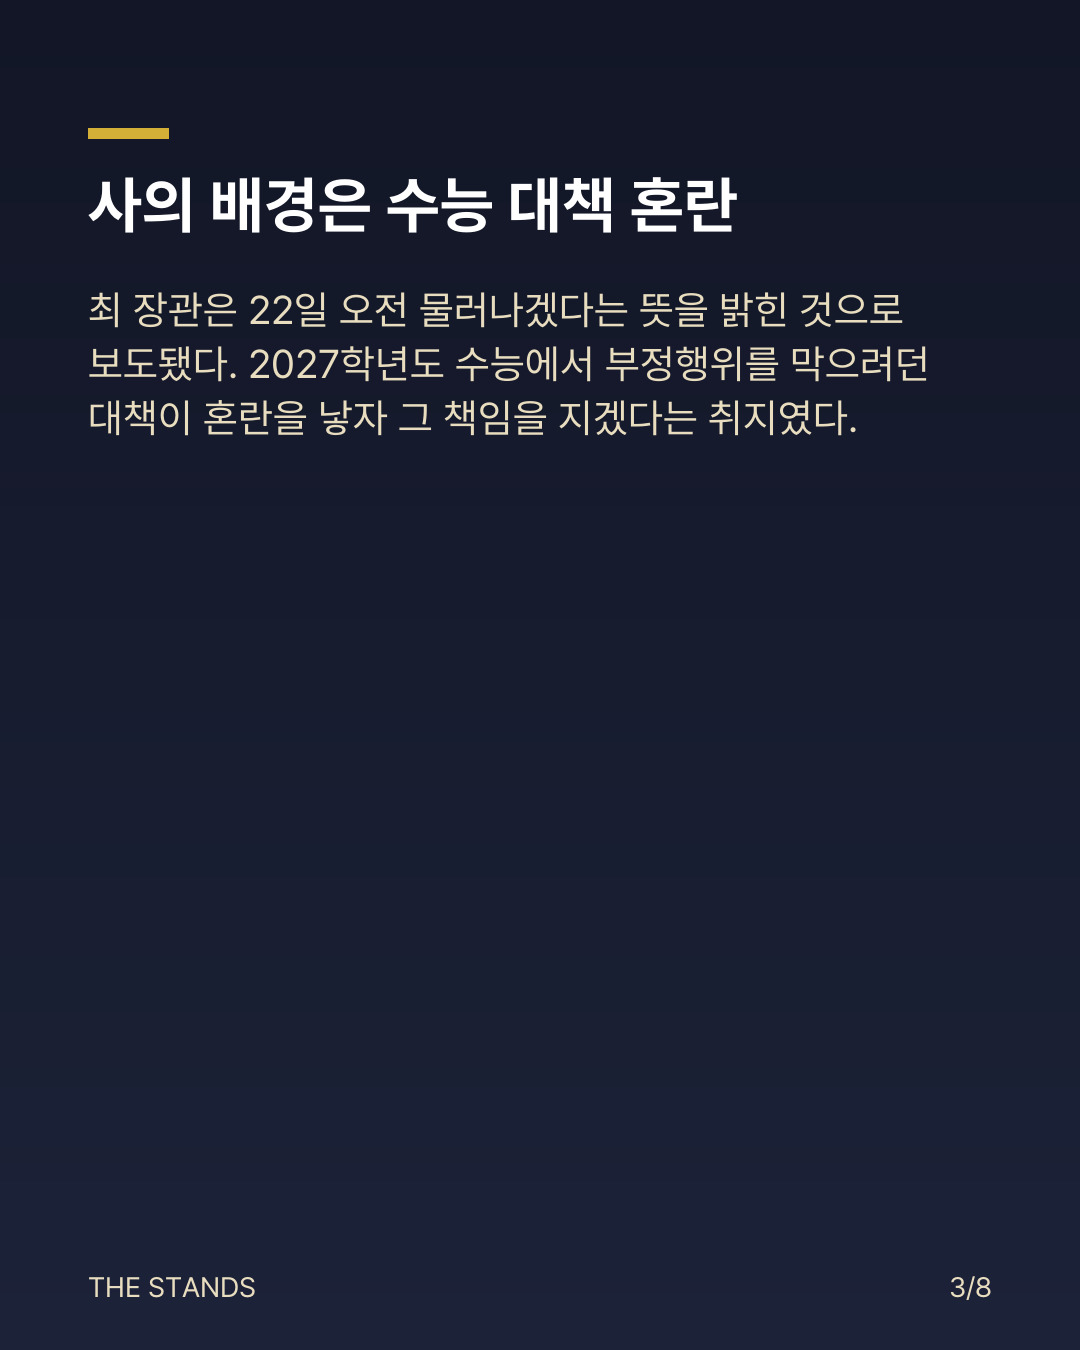 사의 배경은 수능 대책 혼란
최 장관은 22일 오전 물러나겠다는 뜻을 밝힌 것으로
보도됐다. 2027학년도 수능에서 부정행위를 막으려던
대책이 혼란을 낳자 그 책임을 지겠다는 취지였다.
THE STANDS
3/8